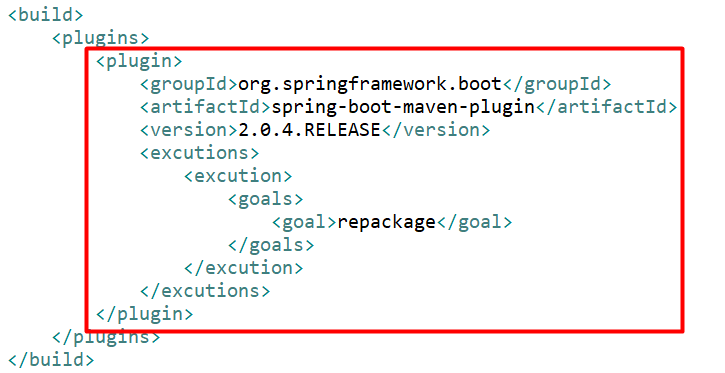 <build>
<plugins>
<plugin>
<groupId>org.springframework.boot</groupId>
<artifactId>spring-boot-maven-plugin</artifactId>
<version>2.0.4.RELEASE</version>
<excutions>
<excution>
<goals>
<goal>repackage</goal>
</goals>
</excution>
</excutions>
</plugin>
</plugins>
</build>